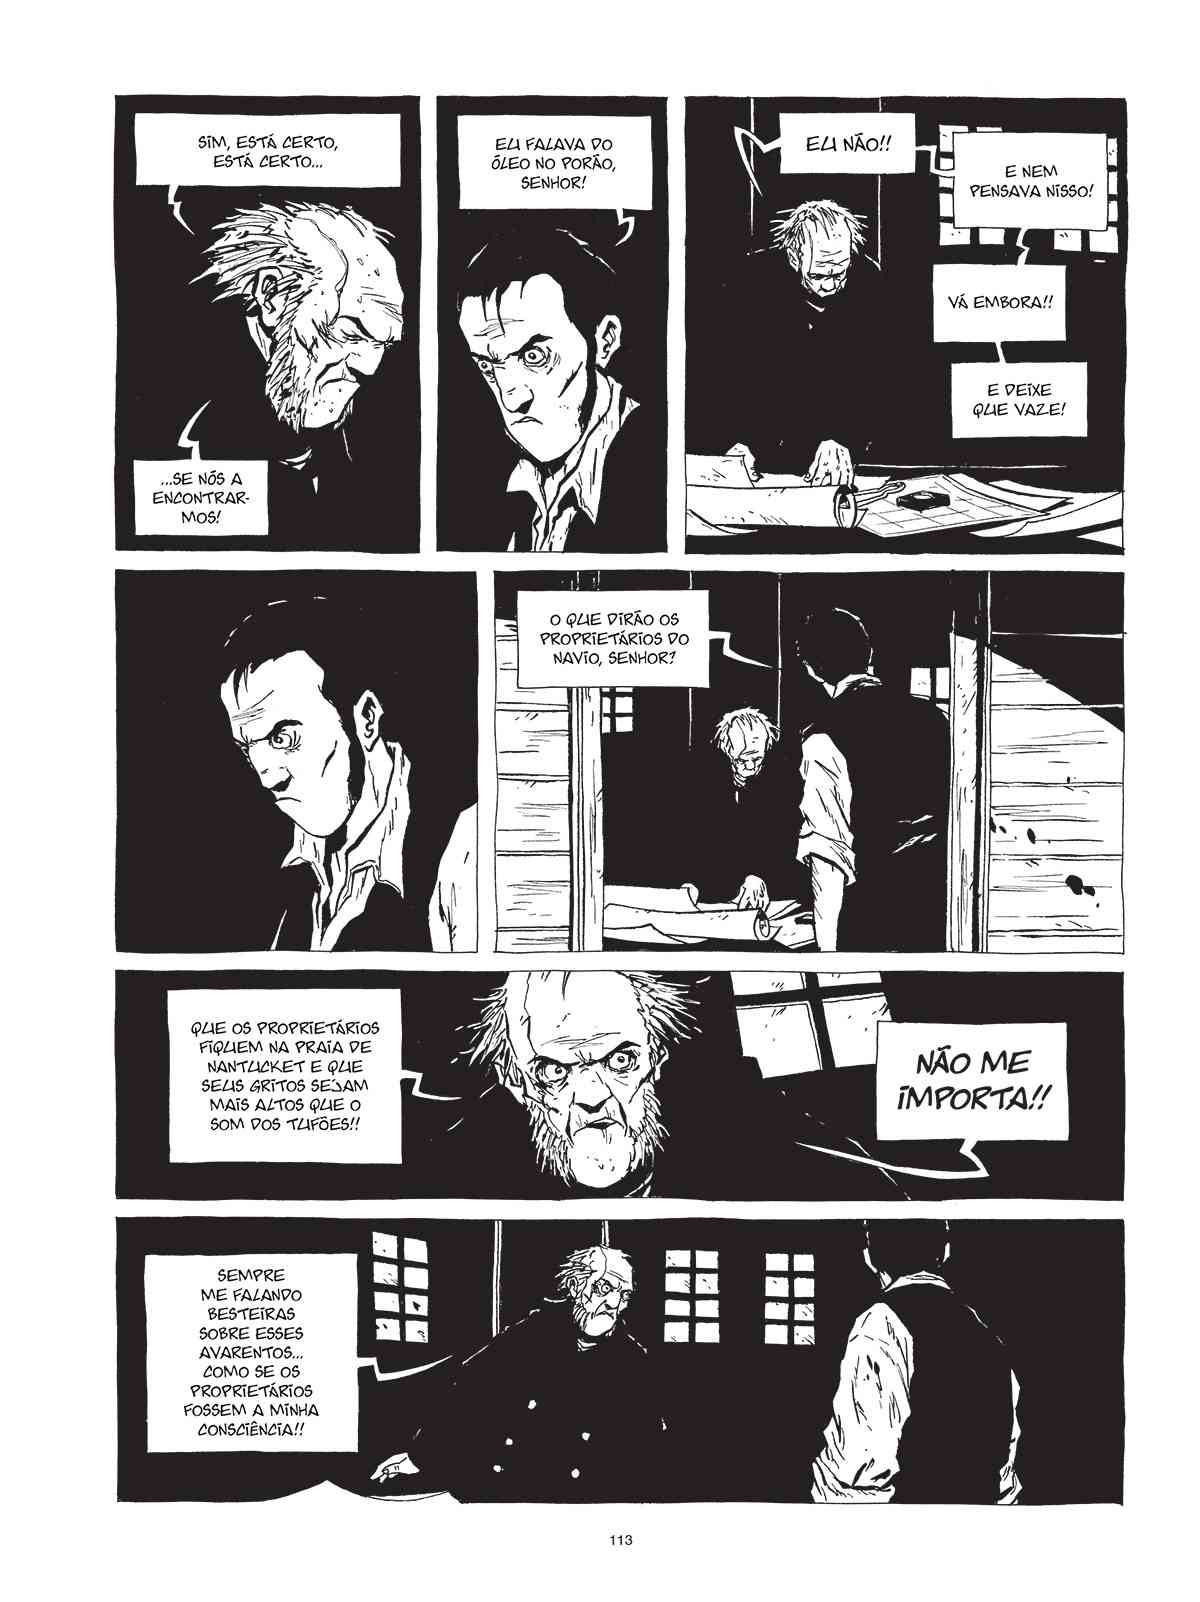 SIM, ESTÁ CERTO,
ESTÁ CERTO...
...SE NÓS A
ENCONTRAR-
MOS!
EU FALAVA DO
ÓLEO NO PORÃO,
SENHOR!
EU NÃO!!
E NEM
PENSAVA NISSO!
VÁ EMBORA!!
E DEIXE
QUE VAZE!
O QUE DIRÃO OS
PROPRIETÁRIOS DO
NAVIO, SENHOR?
QUE OS PROPRIETÁRIOS
FIQUEM NA PRAIA DE
NANTUCKET E QUE
SEUS GRITOS SEJAM
MAIS ALTOS QUE O
SOM DOS TUFÕES!!
NÃO ME
IMPORTA!!
SEMPRE
ME FALANDO
BESTEIRAS
SOBRE ESSES
AVARENTOS...
COMO SE OS
PROPRIETÁRIOS
FOSSEM A MINHA
CONSCIÊNCIA!!
113